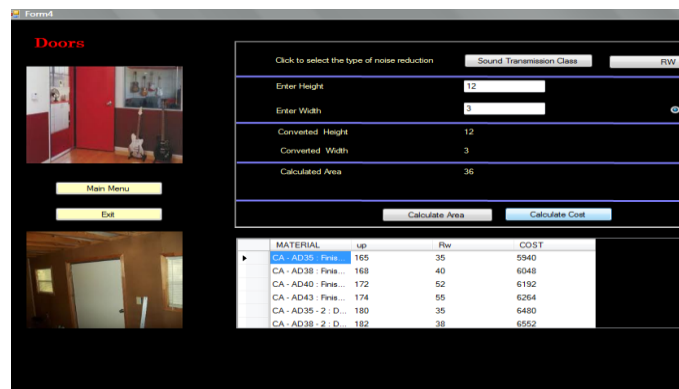 Form4
Doors
Click to select the type of noise reduction Sound Transmission Class RW
Enter Height 12
Enter Width 3
Converted Height 12
Converted Width 3
Calculated Area 36
Main Menu
Exit
Calculate Area Calculate Cost
MATERIAL up Rw COST
CA - AD35 : Finis... 165 35 5940
CA - AD38 : Finis... 168 40 6048
CA - AD40 : Finis... 172 52 6192
CA - AD43 : Finis... 174 55 6264
CA - AD35 - 2 : D... 180 35 6480
CA - AD38 - 2 : D... 182 38 6552